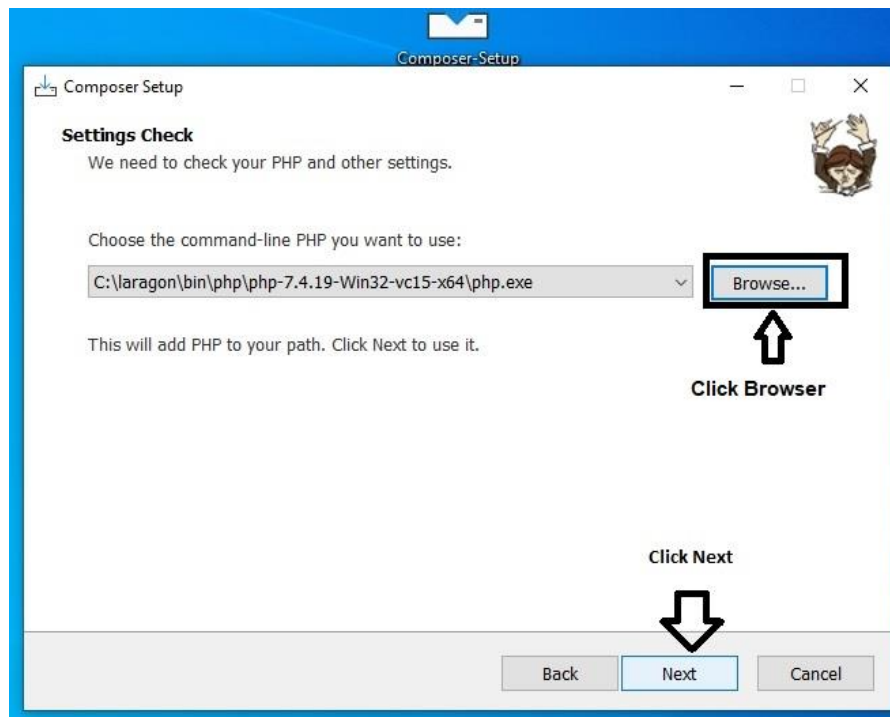 Composer-Setup
Composer Setup
Settings Check
We need to check your PHP and other settings.
Choose the command-line PHP you want to use:
C:\laragon\bin\php\php-7.4.19-Win32-vc15-x64\php.exe
Browse...
This will add PHP to your path. Click Next to use it.
Click Browser
Click Next
Back Next Cancel